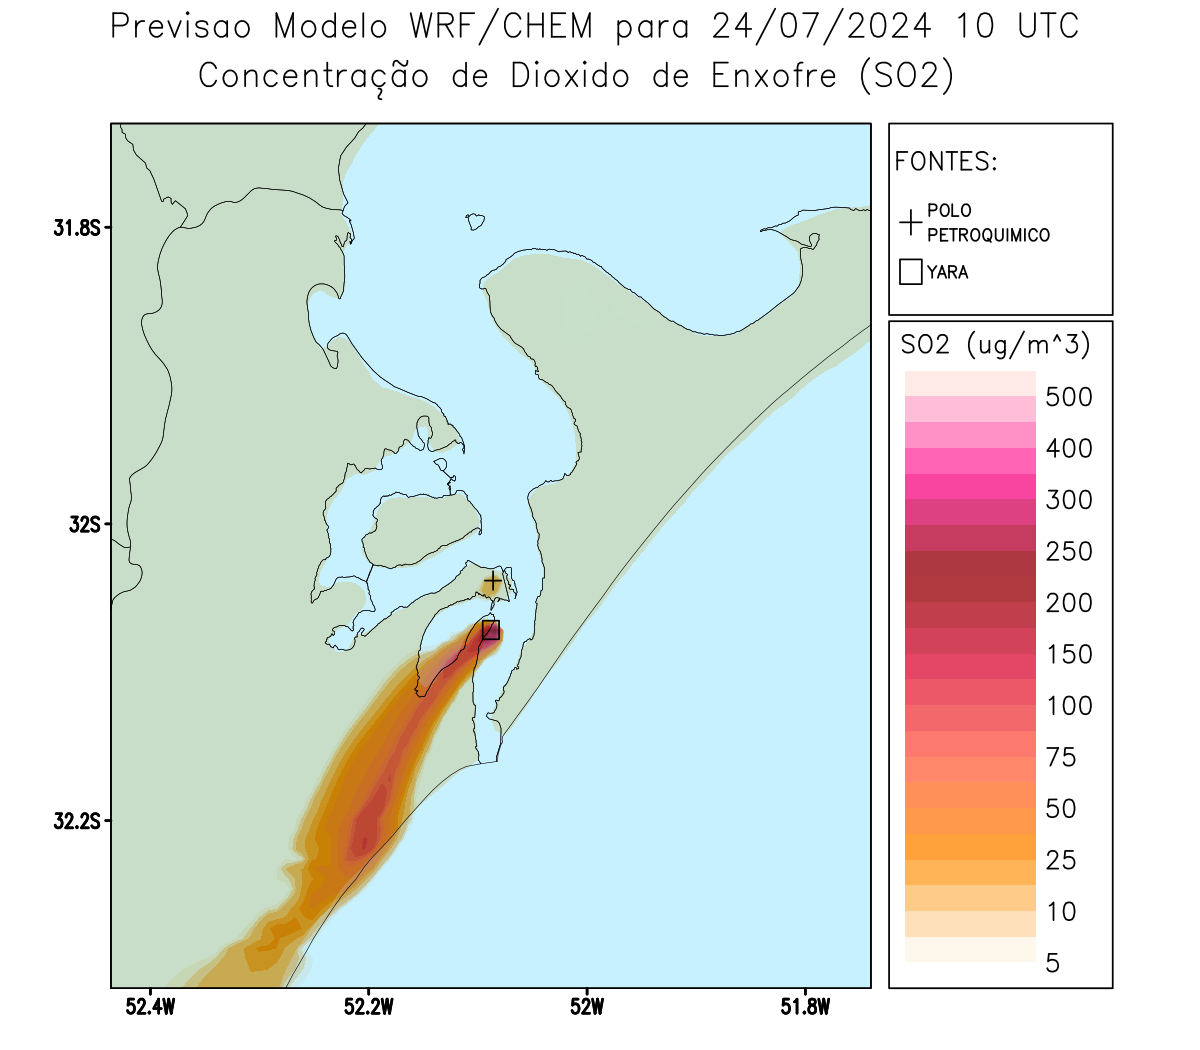 Previsao Modelo WRF/CHEM para 24/07/2024 10 UTC
Concentração de Dioxido de Enxofre (SO2)
FONTES:
POLO
PETROQUIMICO
YARA
SO2 (ug/m^3)
500
400
300
250
200
150
100
75
50
25
10
5
31.8S
32S
32.2S
52.4W
52.2W
52W
51.8W